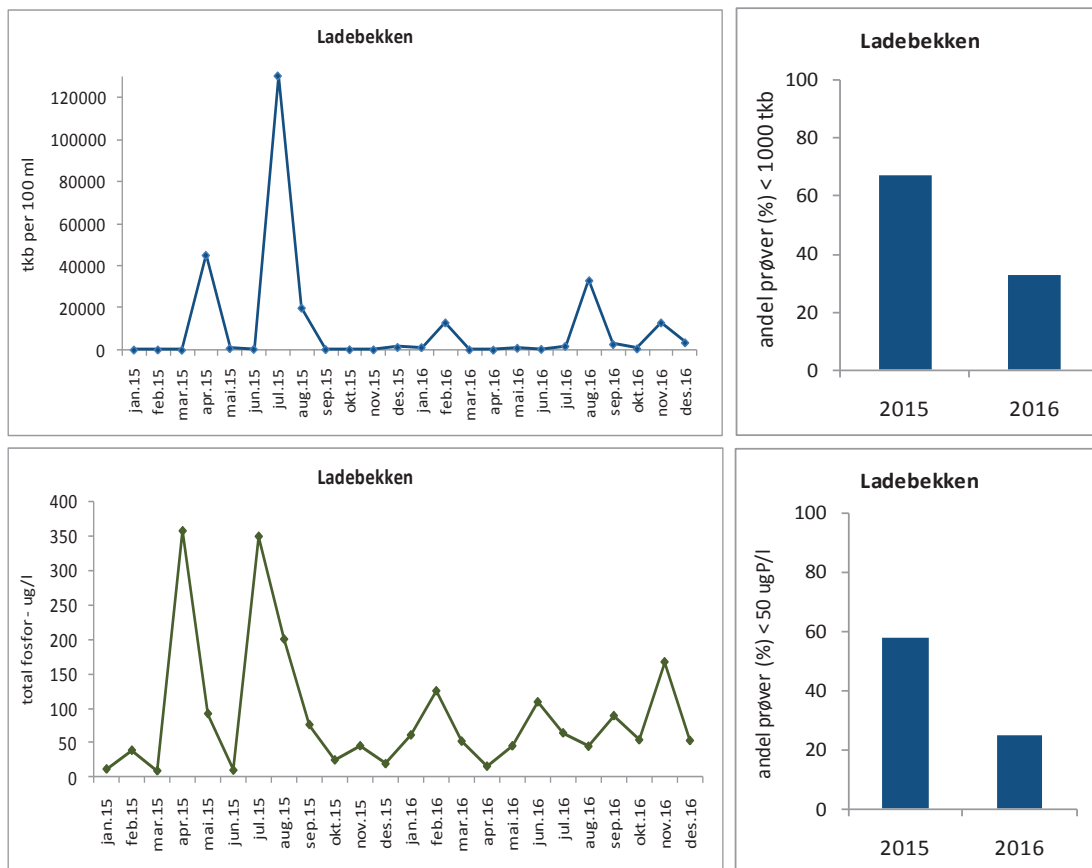 Ladebekken
tkb per 100 ml
120000
100000
80000
60000
40000
20000
0
jan.15
feb.15
mar.15
apr.15
mai.15
jun.15
jul.15
aug.15
sep.15
okt.15
nov.15
des.15
jan.16
feb.16
mar.16
apr.16
mai.16
jun.16
jul.16
aug.16
sep.16
okt.16
nov.16
des.16
Ladebekken
andel prøver (%) < 1000 tkb
100
80
60
40
20
0
2015 2016
Ladebekken
total fosfor - ug/l
400
350
300
250
200
150
100
50
0
jan.15
feb.15
mar.15
apr.15
mai.15
jun.15
jul.15
aug.15
sep.15
okt.15
nov.15
des.15
jan.16
feb.16
mar.16
apr.16
mai.16
jun.16
jul.16
aug.16
sep.16
okt.16
nov.16
des.16
Ladebekken
andel prøver (%) < 50 ugP/l
100
80
60
40
20
0
2015 2016